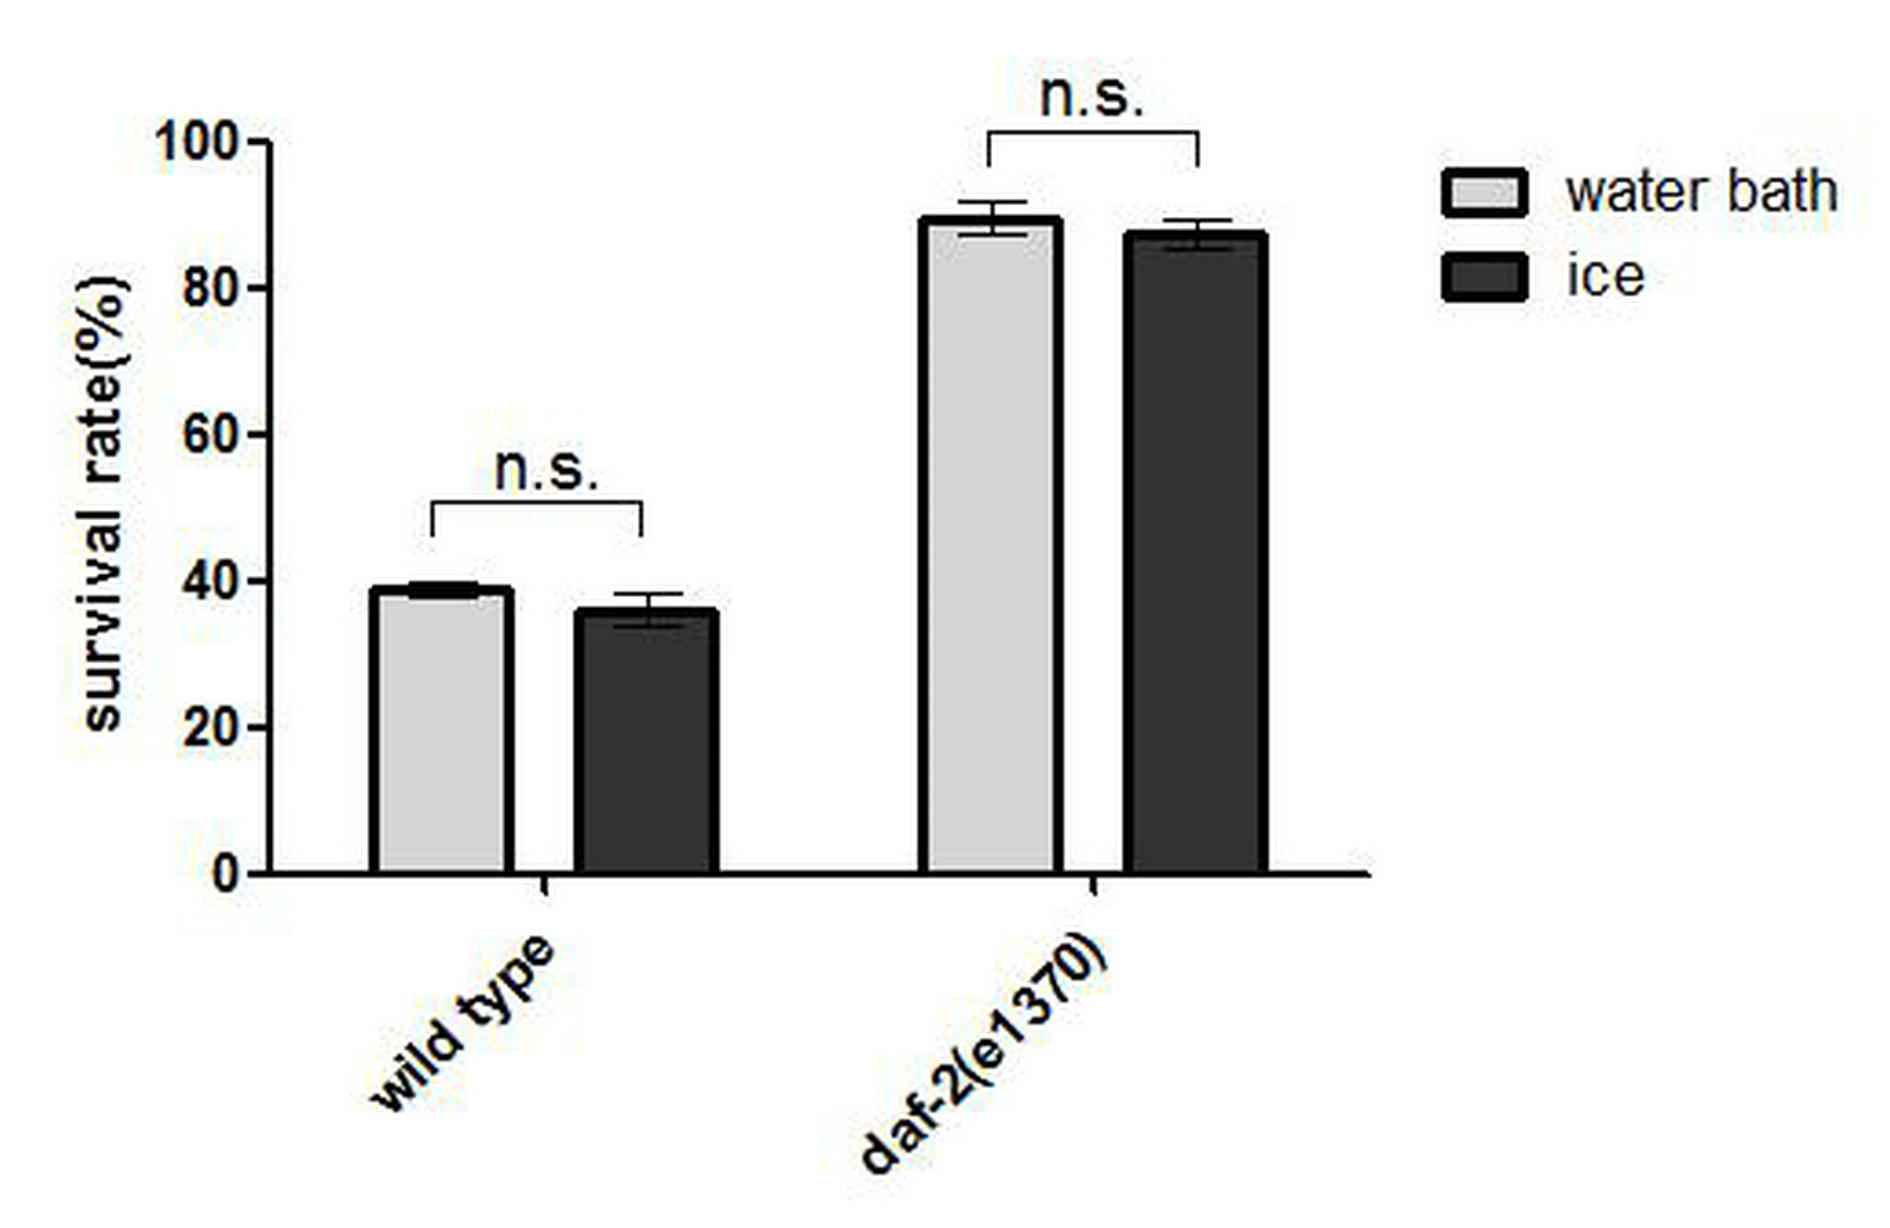 n.s.
100
80
60
40
20
0
survival rate(%)
n.s.
water bath
ice
wild type
daf-2(e1370)